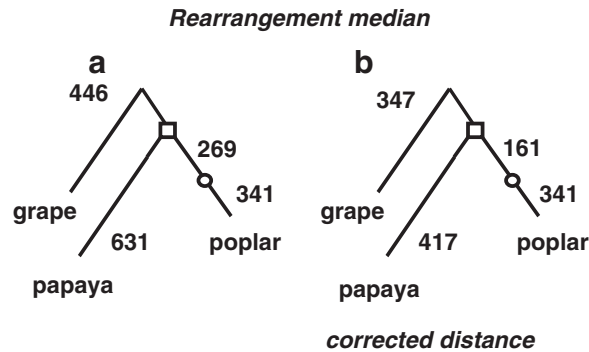 Rearrangement median
a
b
446
347
269
161
341
341
grape
grape
631
poplar
417
poplar
papaya
papaya
corrected distance